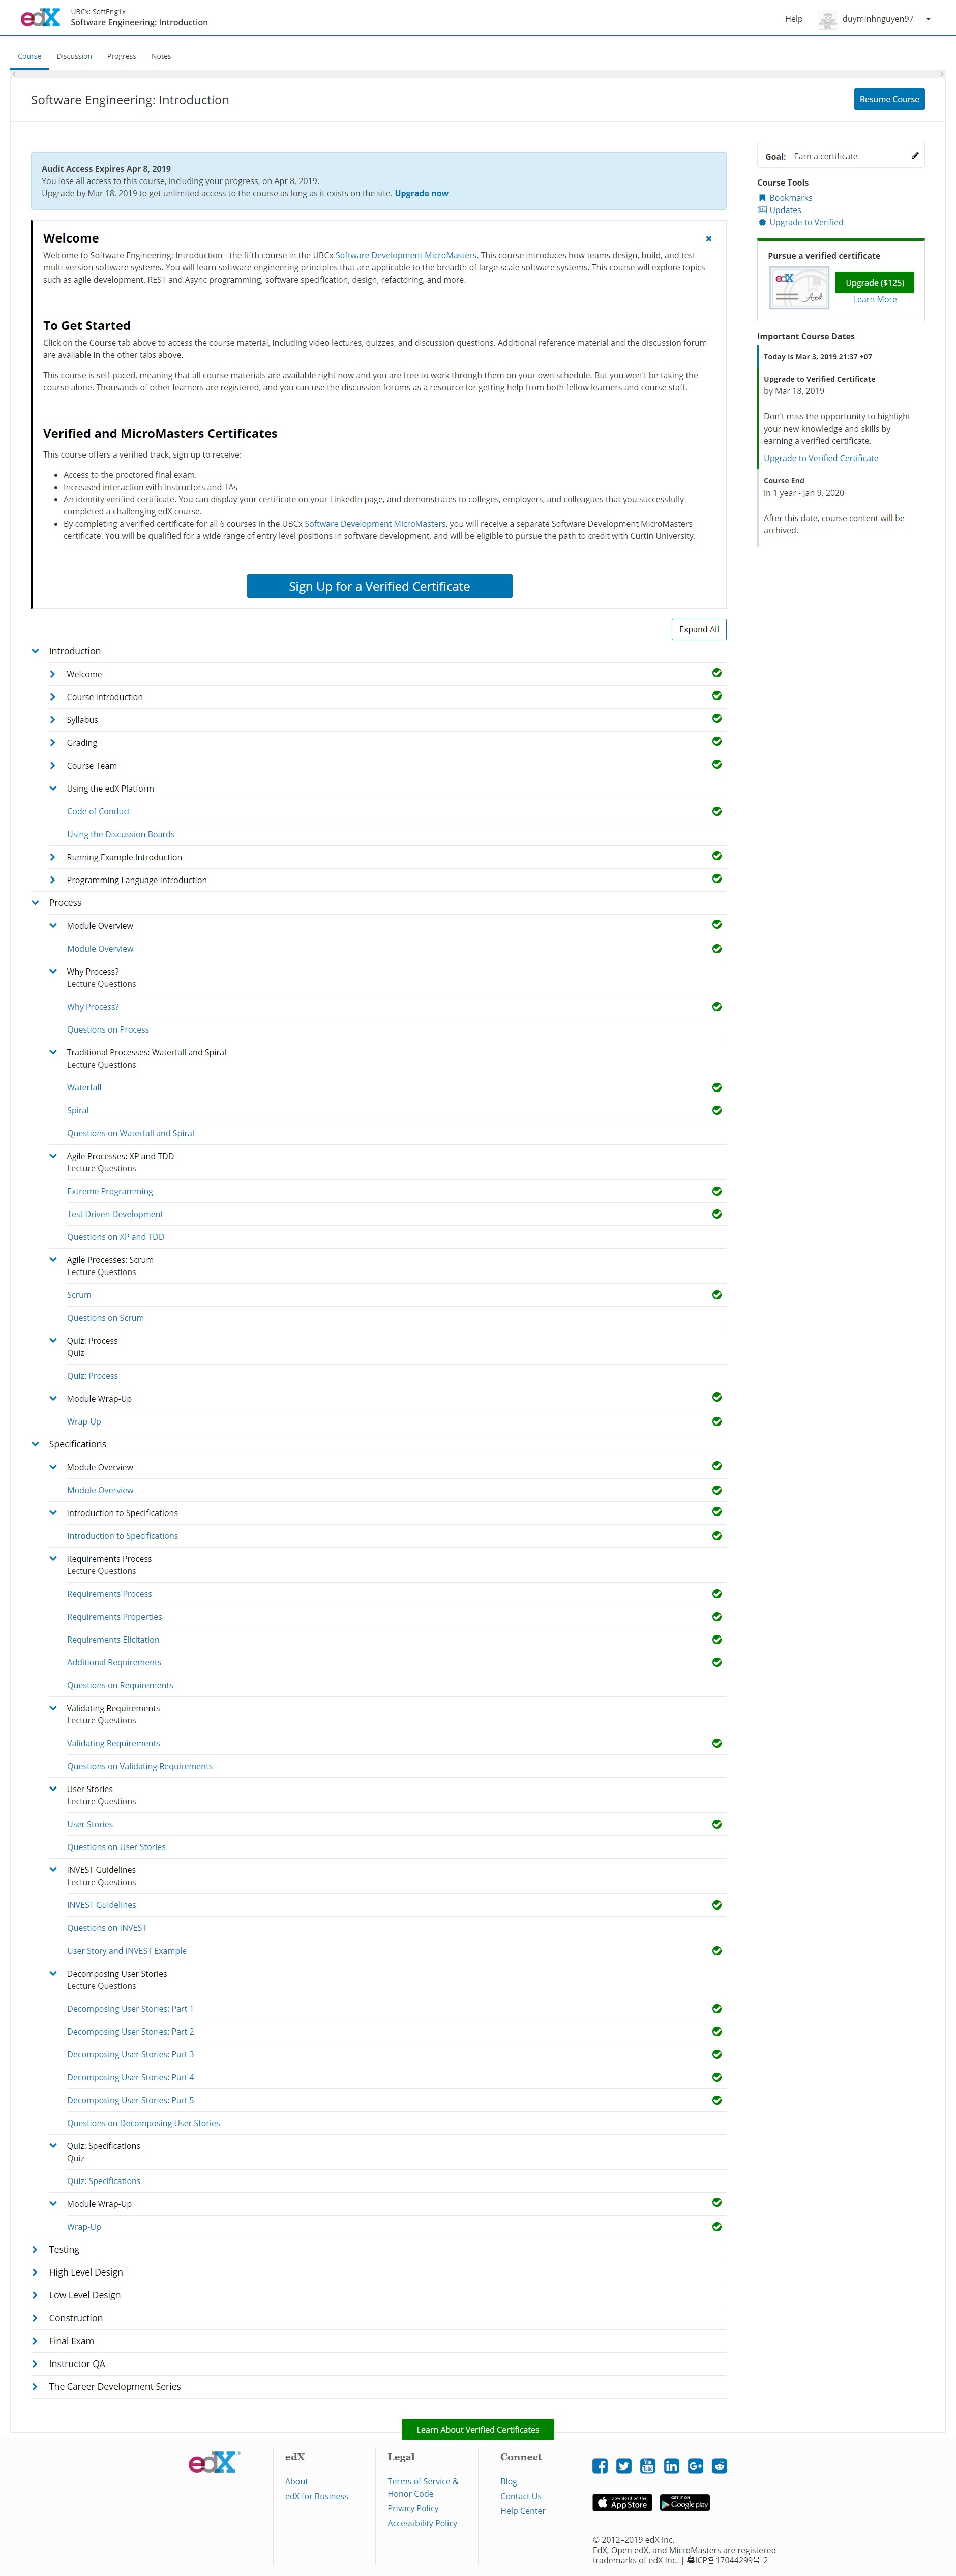 edX
UBCx: SoftEng1x
Software Engineering: Introduction
Help
duyminhnguyen97
Course
Discussion
Progress
Notes
Software Engineering: Introduction
Resume Course
Audit Access Expires Apr 8, 2019
You lose all access to this course, including your progress, on Apr 8, 2019.
Upgrade by Mar 18, 2019 to get unlimited access to the course as long as it exists on the site. Upgrade now
Welcome
Welcome to Software Engineering: Introduction - the fifth course in the UBCx Software Development MicroMasters. This course introduces how teams design, build, and test
multi-version software systems. You will learn software engineering principles that are applicable to the breadth of large-scale software systems. This course will explore topics
such as agile development, REST and Async programming, software specification, design, refactoring, and more.
To Get Started
Click on the Course tab above to access the course material, including video lectures, quizzes, and discussion questions. Additional reference material and the discussion forum
are available in the other tabs above.
This course is self-paced, meaning that all course materials are available right now and you are free to work through them on your own schedule. But you won't be taking the
course alone. Thousands of other learners are registered, and you can use the discussion forums as a resource for getting help from both fellow learners and course staff.
Verified and MicroMasters Certificates
This course offers a verified track, sign up to receive:
Access to the proctored final exam.
Increased interaction with instructors and TAs
An identity verified certificate. You can display your certificate on your LinkedIn page, and demonstrates to colleges, employers, and colleagues that you successfully
completed a challenging edX course.
By completing a verified certificate for all 6 courses in the UBCx Software Development MicroMasters, you will receive a separate Software Development MicroMasters
certificate. You will be qualified for a wide range of entry level positions in software development, and will be eligible to pursue the path to credit with Curtin University.
Sign Up for a Verified Certificate
Goal: Earn a certificate
Course Tools
Bookmarks
Updates
Upgrade to Verified
Pursue a verified certificate
edX
Upgrade ($125)
Learn More
Important Course Dates
Today is Mar 3, 2019 21:37 +07
Upgrade to Verified Certificate
by Mar 18, 2019
Don't miss the opportunity to highlight
your new knowledge and skills by
earning a verified certificate.
Upgrade to Verified Certificate
Course End
in 1 year - Jan 9, 2020
After this date, course content will be
archived.
Expand All
Introduction
Welcome
Course Introduction
Syllabus
Grading
Course Team
Using the edX Platform
Code of Conduct
Using the Discussion Boards
Running Example Introduction
Programming Language Introduction
Process
Module Overview
Module Overview
Why Process?
Lecture Questions
Why Process?
Questions on Process
Traditional Processes: Waterfall and Spiral
Lecture Questions
Waterfall
Spiral
Questions on Waterfall and Spiral
Agile Processes: XP and TDD
Lecture Questions
Extreme Programming
Test Driven Development
Questions on XP and TDD
Agile Processes: Scrum
Lecture Questions
Scrum
Questions on Scrum
Quiz: Process
Quiz
Quiz: Process
Module Wrap-Up
Wrap-Up
Specifications
Module Overview
Module Overview
Introduction to Specifications
Introduction to Specifications
Requirements Process
Lecture Questions
Requirements Process
Requirements Properties
Requirements Elicitation
Additional Requirements
Questions on Requirements
Validating Requirements
Lecture Questions
Validating Requirements
Questions on Validating Requirements
User Stories
Lecture Questions
User Stories
Questions on User Stories
INVEST Guidelines
Lecture Questions
INVEST Guidelines
Questions on INVEST
User Story and INVEST Example
Decomposing User Stories
Lecture Questions
Decomposing User Stories: Part 1
Decomposing User Stories: Part 2
Decomposing User Stories: Part 3
Decomposing User Stories: Part 4
Decomposing User Stories: Part 5
Questions on Decomposing User Stories
Quiz: Specifications
Quiz
Quiz: Specifications
Module Wrap-Up
Wrap-Up
Testing
High Level Design
Low Level Design
Construction
Final Exam
Instructor QA
The Career Development Series
Learn About Verified Certificates
edX
edX
About
edX for Business
Legal
Terms of Service &
Honor Code
Privacy Policy
Accessibility Policy
Connect
Blog
Contact Us
Help Center
Download on the
App Store
GET IT ON
Google play
© 2012–2019 edX Inc.
EdX, Open edX, and MicroMasters are registered
trademarks of edX Inc. | 粤ICP备17044299号-2